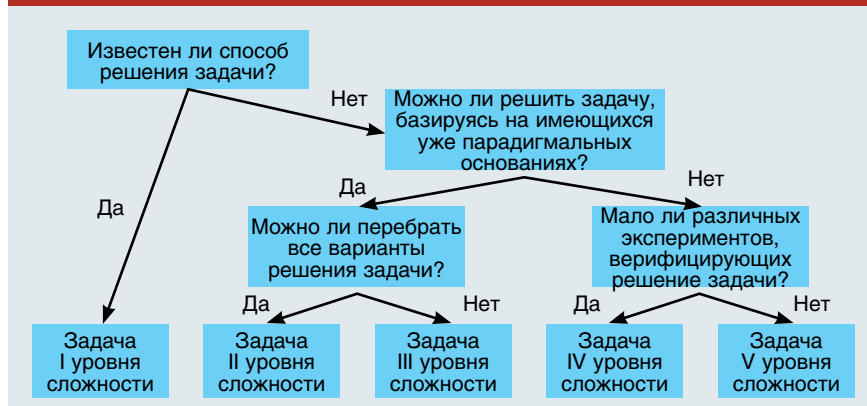 Известен ли способ
решения задачи?
Нет
Можно ли решить задачу,
базируясь на имеющихся
уже парадигмальных
основаниях?
Да
Да
Нет
Можно ли перебрать
все варианты
решения задачи?
Мало ли различных
экспериментов,
верифицирующих
решение задачи?
Да
Нет
Да
Нет
Задача
I уровня
сложности
Задача
II уровня
сложности
Задача
III уровня
сложности
Задача
IV уровня
сложности
Задача
V уровня
сложности